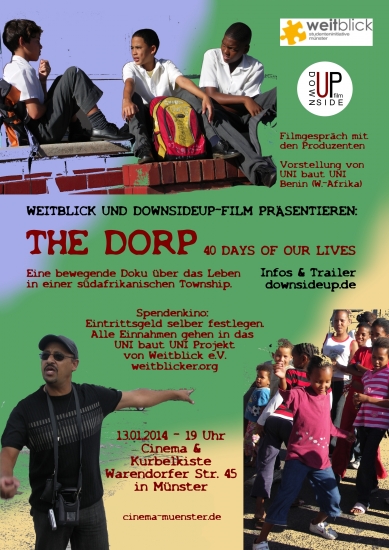 weitblick
studenteninitiative
münster
DOWN
UP
film
SIDE
Filmgespräch mit
den Produzenten
Vorstellung von
UNI baut UNI
Benin (W.-Afrika)
WEITBLICK UND DOWNSIDEUP-FILM PRÄSENTIEREN:
THE DORP 40 DAYS OF OUR LIVES
Eine bewegende Doku über das Leben
in einer südafrikanischen Township.
Infos & Trailer
downsideup.de
Spendenkino:
Eintrittsgeld selber festlegen.
Alle Einnahmen gehen in das
UNI baut UNI Projekt
von Weitblick e.V.
weitblicker.org
13.01.2014 - 19 Uhr
Cinema &
Kurbelkiste
Warendorfer Str. 45
in Münster
cinema-muenster.de